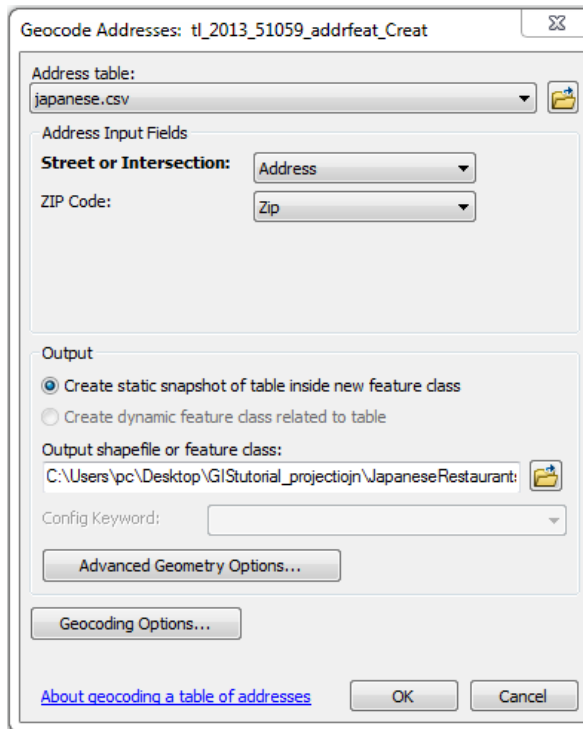 Geocode Addresses: tl_2013_51059_addrfeat_Creat
Address table:
japanese.csv
Address Input Fields
Street or Intersection: Address
ZIP Code: Zip
Output
Create static snapshot of table inside new feature class
Create dynamic feature class related to table
Output shapefile or feature class:
C:\Users\pc\Desktop\GIStutorial_projectiojn\JapaneseRestaurants
Config Keyword:
Advanced Geometry Options...
Geocoding Options...
About geocoding a table of addresses OK Cancel